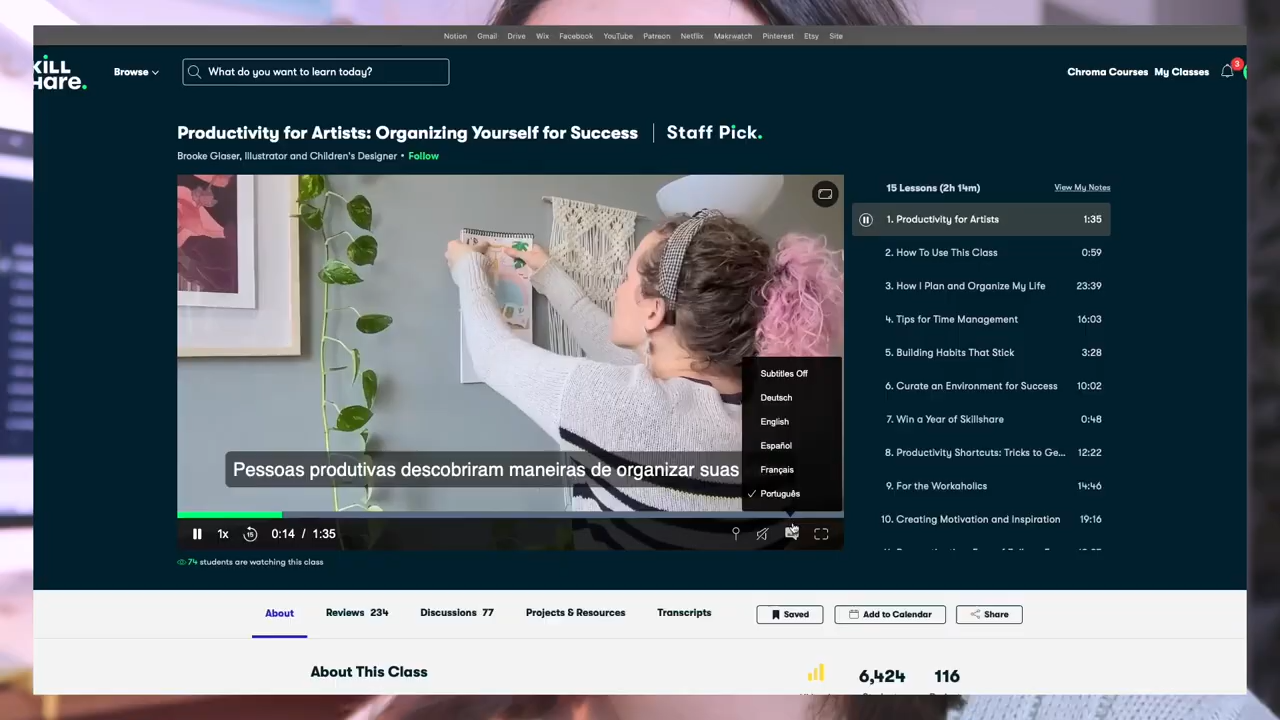 Notion Gmail Drive Wix Facebook YouTube Patreon Netflix Makrwatch Pinterest Etsy Site
KILL
HARE.
Browse
What do you want to learn today?
Chroma Courses My Classes
3
Productivity for Artists: Organizing Yourself for Success | Staff Pick.
Brooke Glaser, Illustrator and Children's Designer • Follow
15 Lessons (2h 14m) View My Notes
1. Productivity for Artists 1:35
2. How To Use This Class 0:59
3. How I Plan and Organize My Life 23:39
4. Tips for Time Management 16:03
5. Building Habits That Stick 3:28
6. Curate an Environment for Success 10:02
7. Win a Year of Skillshare 0:48
8. Productivity Shortcuts: Tricks to Ge... 12:22
9. For the Workaholics 14:46
10. Creating Motivation and Inspiration 19:16
Subtitles Off
Deutsch
English
Español
Français
Português
Pessoas produtivas descobriram maneiras de organizar suas
1x 15 0:14 / 1:35
74 students are watching this class
About Reviews 234 Discussions 77 Projects & Resources Transcripts Saved Add to Calendar Share
About This Class
6,424 116